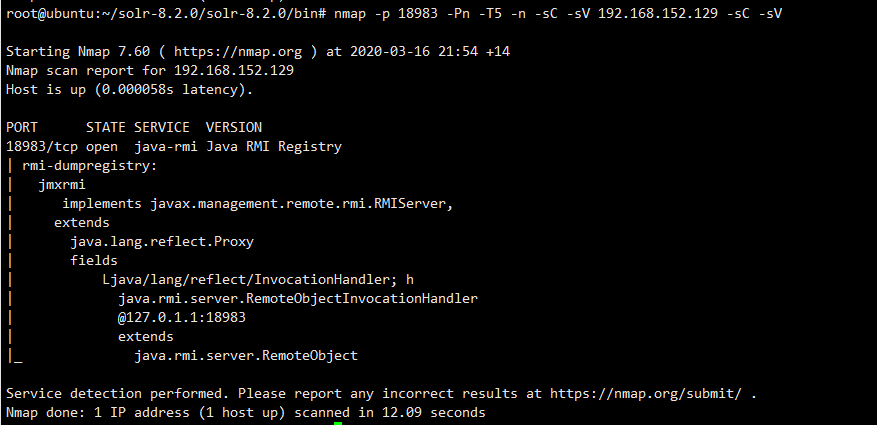 root@ubuntu:~/solr-8.2.0/solr-8.2.0/bin# nmap -p 18983 -Pn -T5 -n -sC -sV 192.168.152.129 -sC -sV
Starting Nmap 7.60 ( https://nmap.org ) at 2020-03-16 21:54 +14
Nmap scan report for 192.168.152.129
Host is up (0.000058s latency).
PORT      STATE SERVICE  VERSION
18983/tcp open  java-rmi Java RMI Registry
| rmi-dumpregistry:
|   jmxrmi
|      implements javax.management.remote.rmi.RMIServer,
|     extends
|       java.lang.reflect.Proxy
|       fields
|           Ljava/lang/reflect/InvocationHandler; h
|             java.rmi.server.RemoteObjectInvocationHandler
|             @127.0.1.1:18983
|             extends
|_              java.rmi.server.RemoteObject
Service detection performed. Please report any incorrect results at https://nmap.org/submit/ .
Nmap done: 1 IP address (1 host up) scanned in 12.09 seconds